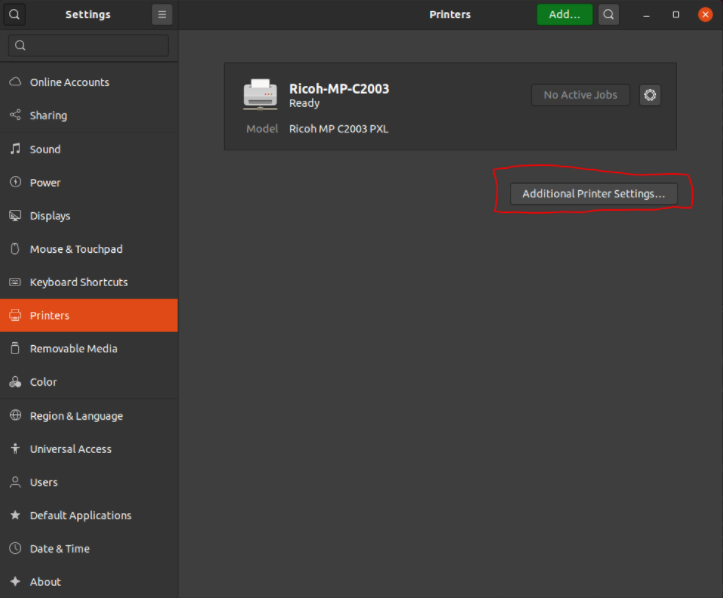 Settings
Printers
Add...
Online Accounts
Sharing
Sound
Power
Displays
Mouse & Touchpad
Keyboard Shortcuts
Printers
Removable Media
Color
Region & Language
Universal Access
Users
Default Applications
Date & Time
About
Ricoh-MP-C2003
Ready
No Active Jobs
Model Ricoh MP C2003 PXL
Additional Printer Settings...